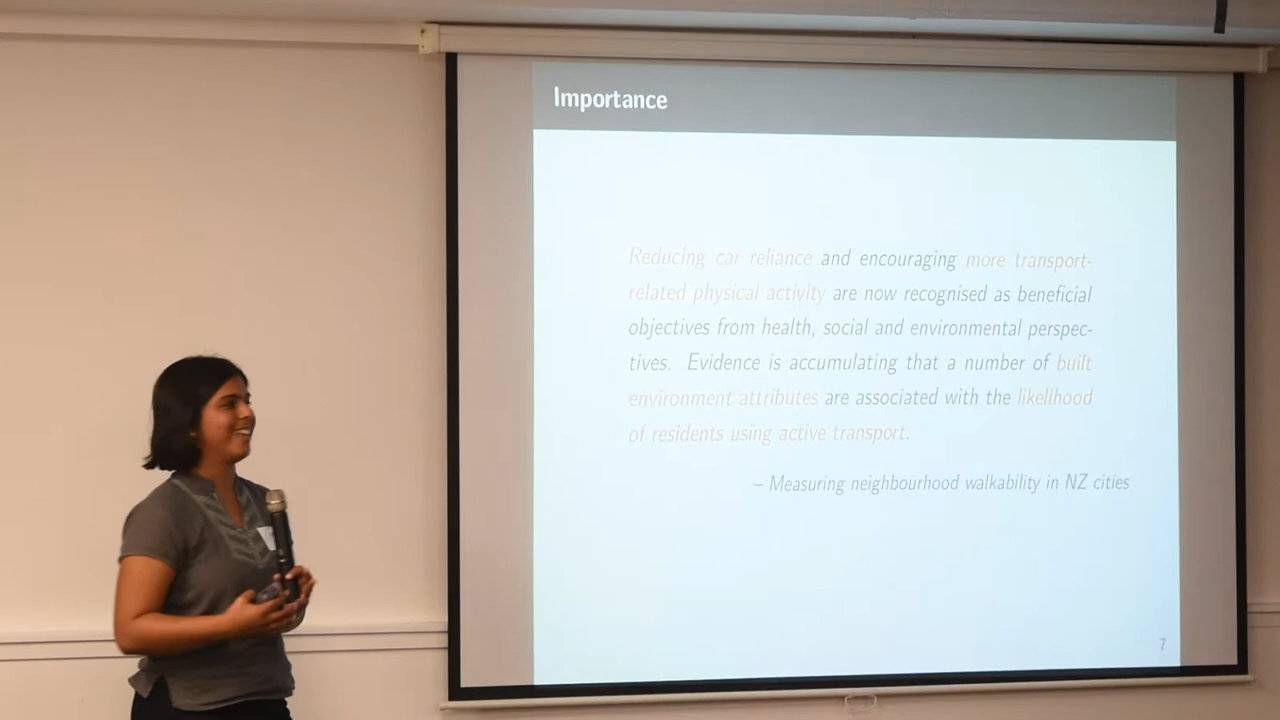 Importance
Reducing car reliance and encouraging more transport-
related physical activity are now recognised as beneficial
objectives from health, social and environmental perspec-
tives. Evidence is accumulating that a number of built
environment attributes are associated with the likelihood
of residents using active transport.
– Measuring neighbourhood walkability in NZ cities
7